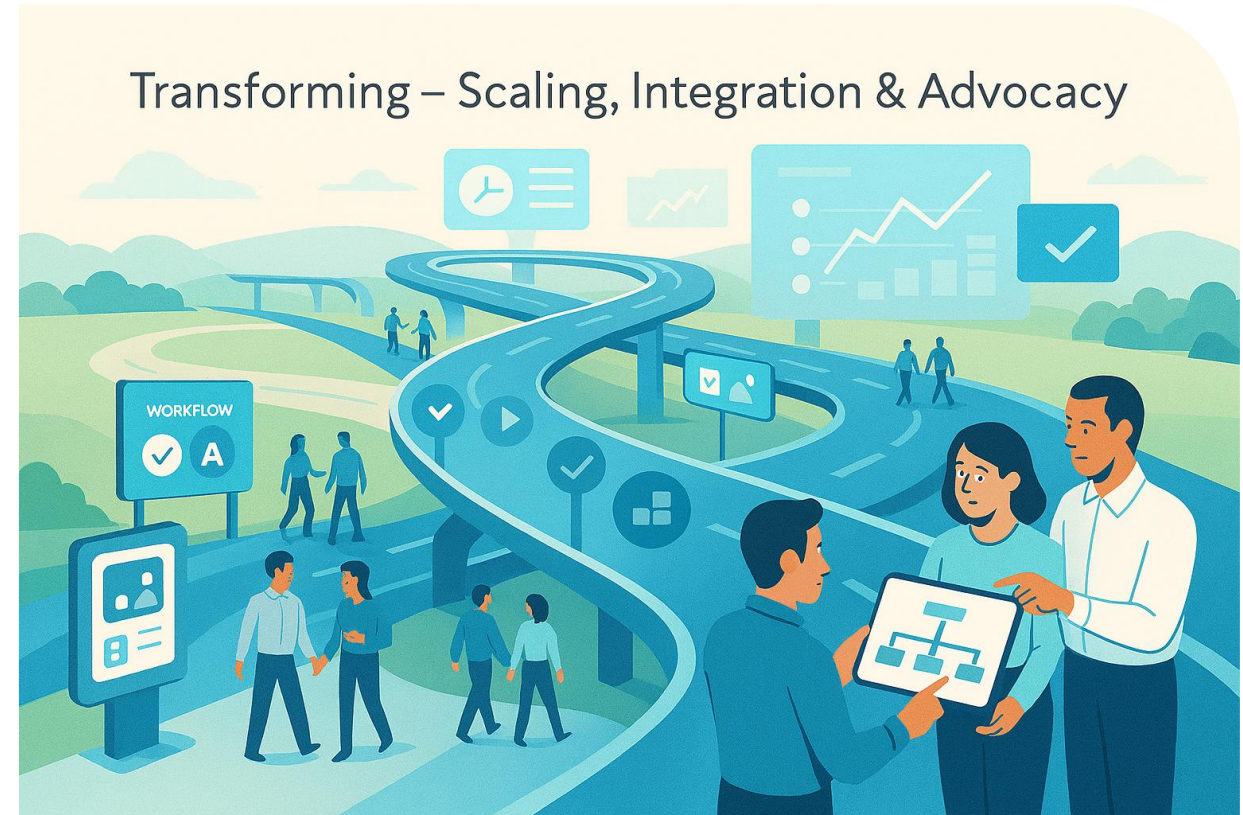 Transforming – Scaling, Integration & Advocacy
WORKFLOW
A